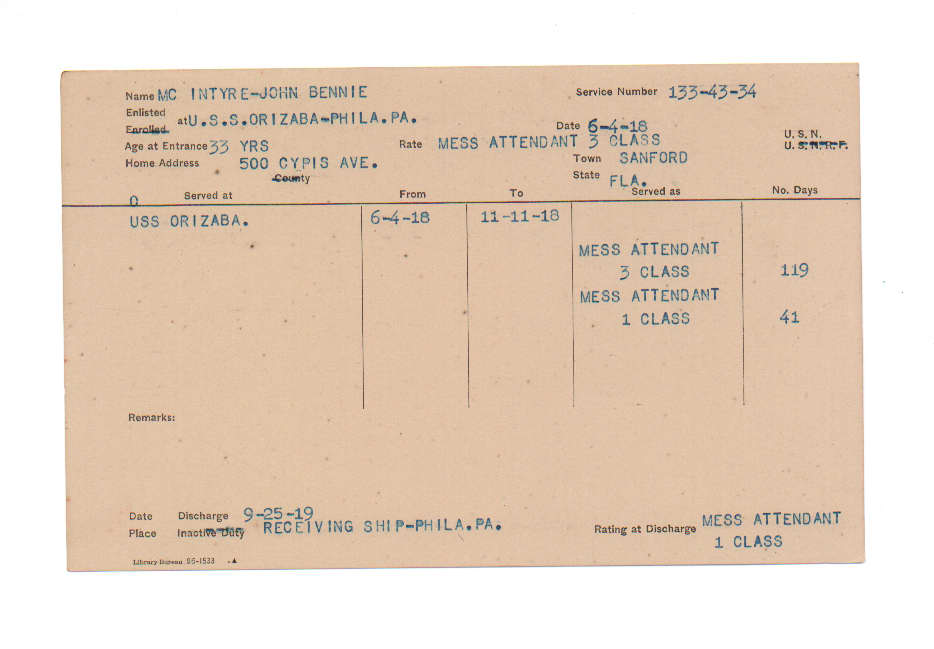 Name MC INTYRE-JOHN BENNIE Service Number 133-43-34
Enlisted
Enrolled at U.S.S.ORIZABA-PHILA.PA. Date 6-4-18
Age at Entrance 33 YRS Rate MESS ATTENDANT 3 CLASS U. S. N.
U. S. N. R. F.
Home Address 500 CYPIS AVE. Town SANFORD
County State FLA.
0 Served at From To Served as No. Days
USS ORIZABA. 6-4-18 11-11-18
MESS ATTENDANT
3 CLASS 119
MESS ATTENDANT
1 CLASS 41
Remarks:
Date Discharge 9-25-19
Place Inactive Duty RECEIVING SHIP-PHILA.PA. Rating at Discharge MESS ATTENDANT
1 CLASS
Library Bureau 96-1533